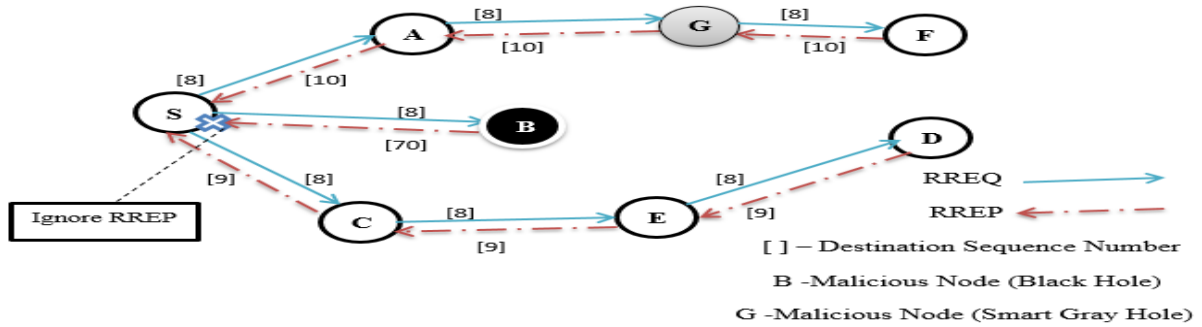 [8]
[8]
A
G
F
[10]
[10]
[8]
[10]
S
[8]
B
[70]
D
[9]
[8]
[8]
RREQ
Ignore RREP
C
[8]
E
[9]
RREP
[9]
[ ] – Destination Sequence Number
B -Malicious Node (Black Hole)
G -Malicious Node (Smart Gray Hole)